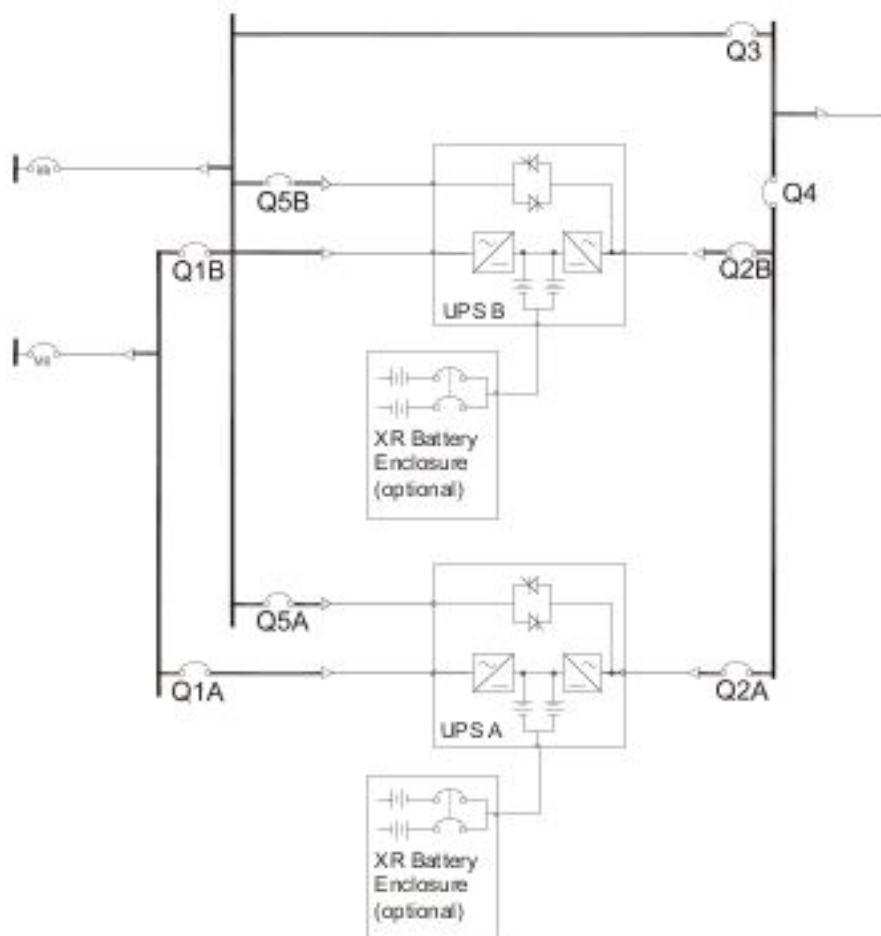 Q3
Q4
Q5B
Q1B
Q2B
UPS B
XR Battery
Enclosure
(optional)
Q5A
Q1A
Q2A
UPS A
XR Battery
Enclosure
(optional)